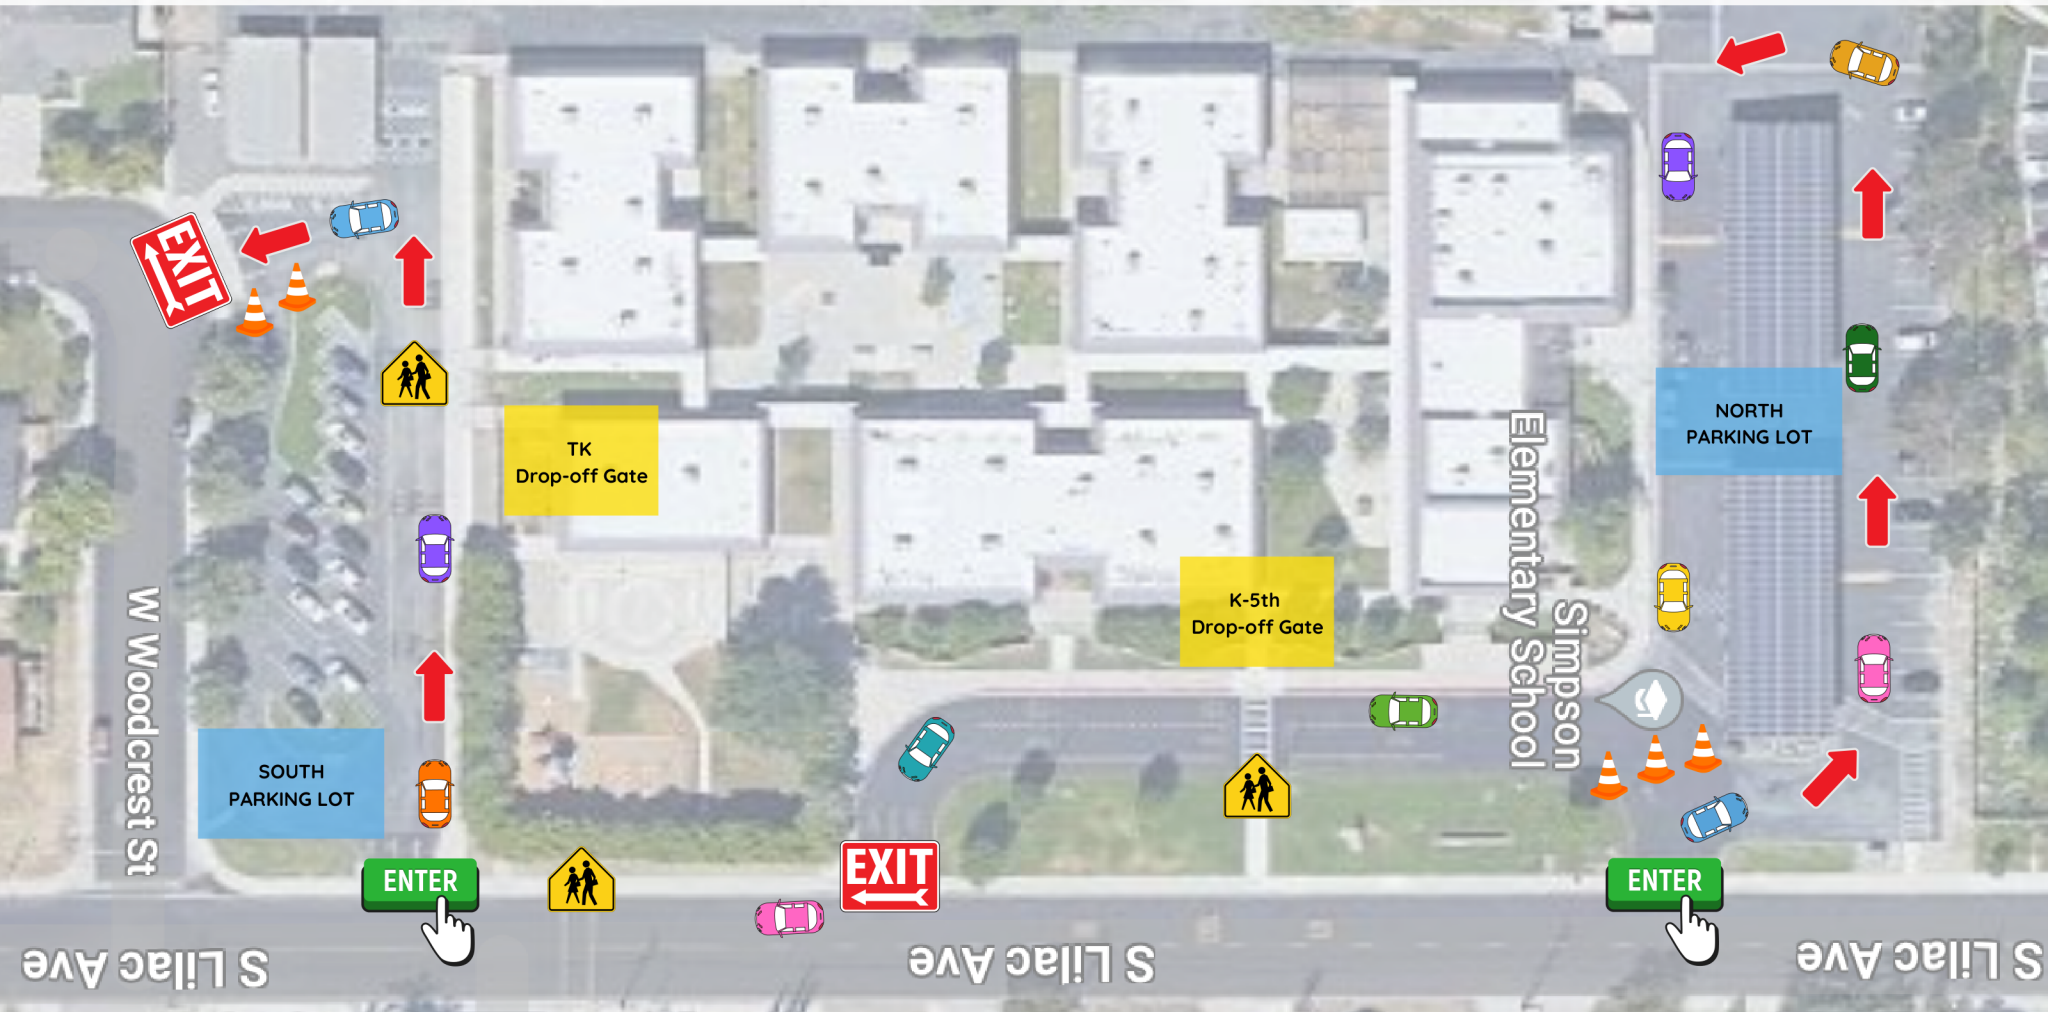 EXIT
TK
Drop-off Gate
NORTH
PARKING LOT
K-5th
Drop-off Gate
Simpson
Elementary School
W Woodcrest St
SOUTH
PARKING LOT
ENTER
EXIT
ENTER
S Lilac Ave
S Lilac Ave
S Lilac Ave